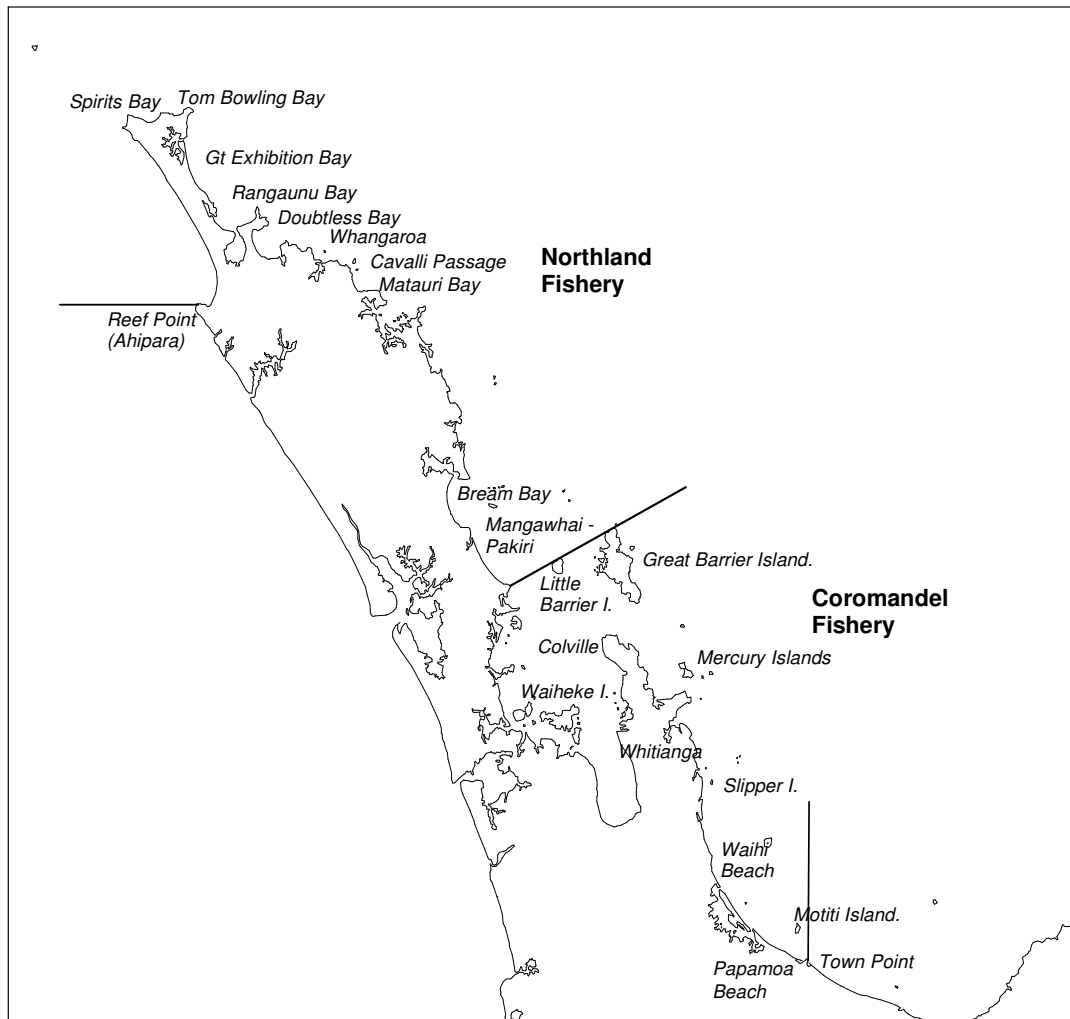 Spirits Bay
Tom Bowling Bay
Gt Exhibition Bay
Rangaunu Bay
Doubtless Bay
Whangaroa
Cavalli Passage
Matauri Bay
Northland
Fishery
Reef Point
(Ahipara)
Bream Bay
Mangawhai -
Pakiri
Great Barrier Island.
Little
Barrier I.
Coromandel
Fishery
Colville
Mercury Islands
Waiheke I.
Whitianga
Slipper I.
Waihi
Beach
Motiti Island.
Papamoa
Beach
Town Point